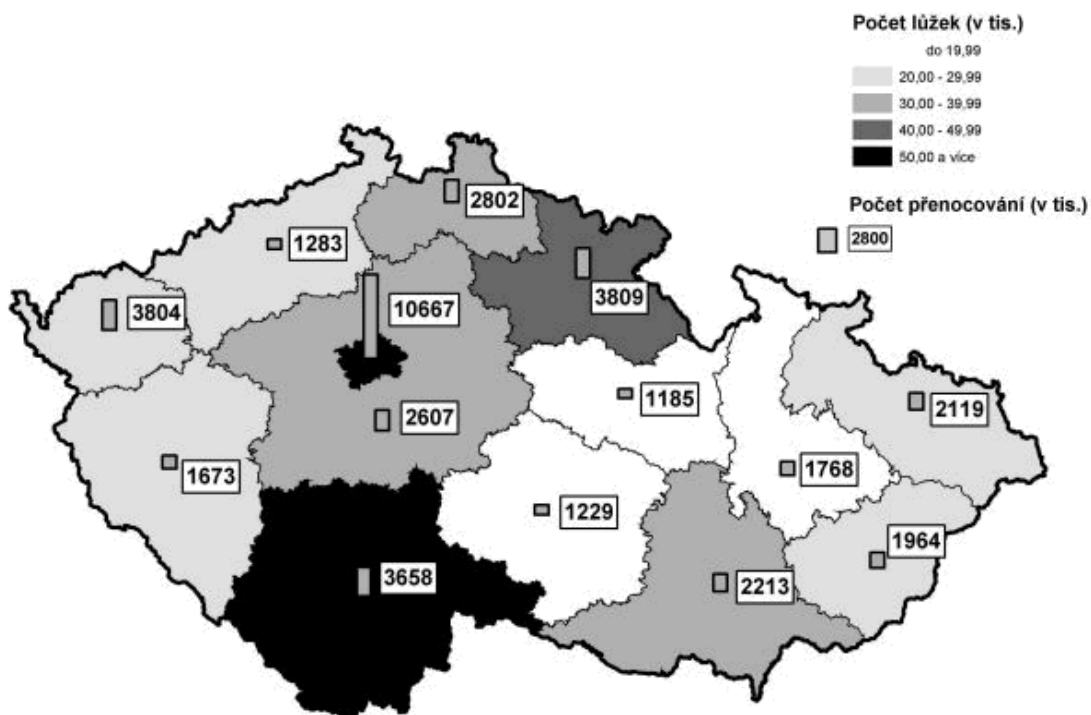 Počet lůžek (v tis.)
do 19,99
20,00 - 29,99
30,00 - 39,99
40,00 - 49,99
50,00 a více
Počet přenocování (v tis.)
2800
2802
1283
3809
3804
10667
1185
2119
2607
1673
1768
1229
1964
3658
2213